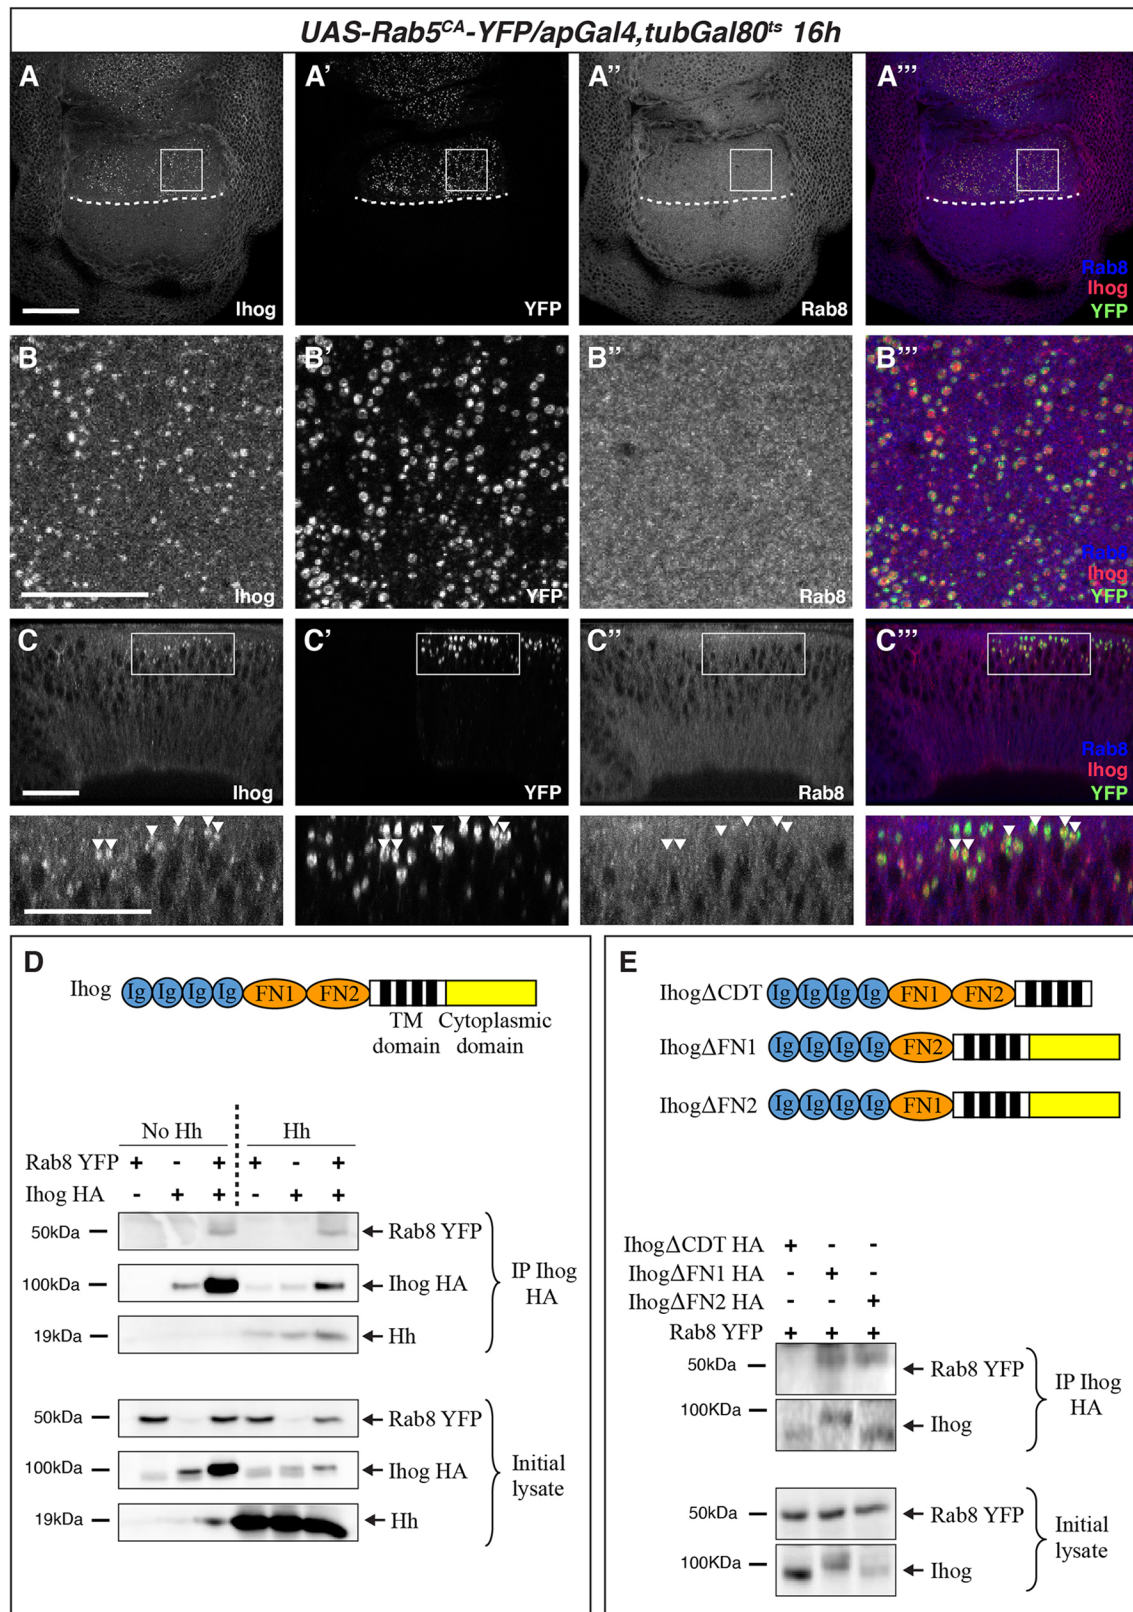 UAS-Rab5CA-YFP/apGal4,tubGal80ts 16h
A A’ A’’ A’’’
Ihog YFP Rab8 Rab8
Ihog
YFP
B B’ B’’ B’’’
Ihog YFP Rab8 Rab8
Ihog
YFP
C C’ C’’ C’’’
Ihog YFP Rab8 Rab8
Ihog
YFP
D
Ihog Ig Ig Ig Ig FN1 FN2
TM domain
Cytoplasmic domain
No Hh Hh
Rab8 YFP + - + + - +
Ihog HA - + + - + +
50kDa Rab8 YFP
100kDa Ihog HA
19kDa Hh
IP Ihog HA
50kDa Rab8 YFP
100kDa Ihog HA
19kDa Hh
Initial lysate
E
IhogΔCDT Ig Ig Ig Ig FN1 FN2
IhogΔFN1 Ig Ig Ig Ig FN2
IhogΔFN2 Ig Ig Ig Ig FN1
IhogΔCDT HA + - -
IhogΔFN1 HA - + -
IhogΔFN2 HA - - +
Rab8 YFP + + +
50kDa Rab8 YFP
100KDa Ihog
IP Ihog HA
50kDa Rab8 YFP
100kDa Ihog
Initial lysate